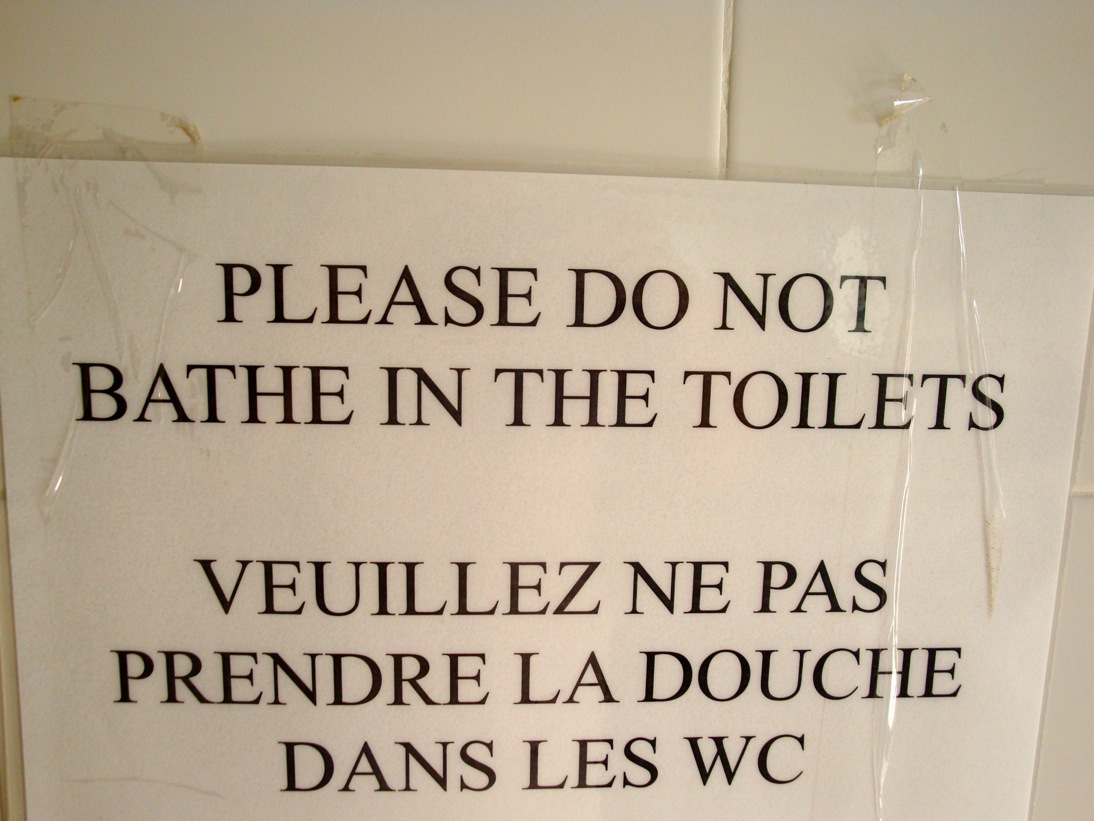 PLEASE DO NOT
BATHE IN THE TOILETS
VEUILLEZ NE PAS
PRENDRE LA DOUCHE
DANS LES WC